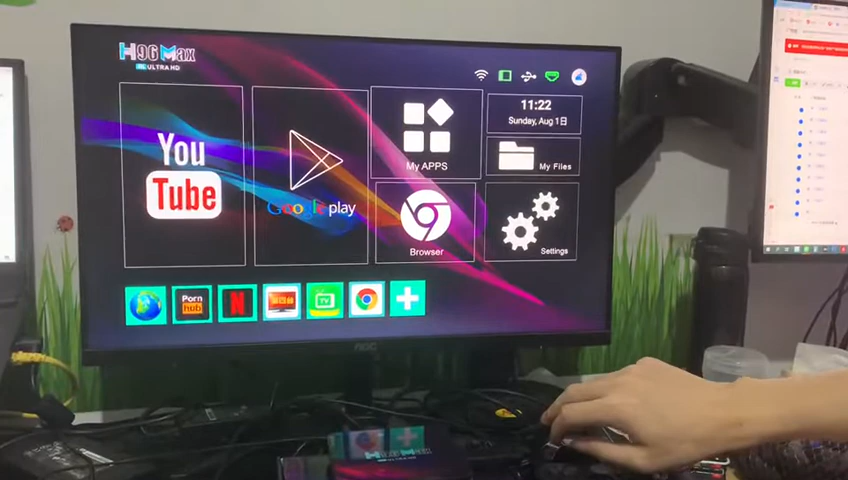 H96 Max
ULTRA HD
11:22
Sunday, Aug 1日
You
Tube
Google play
My APPS
My Files
Browser
Settings
Porn
hub
N
TV
AOC